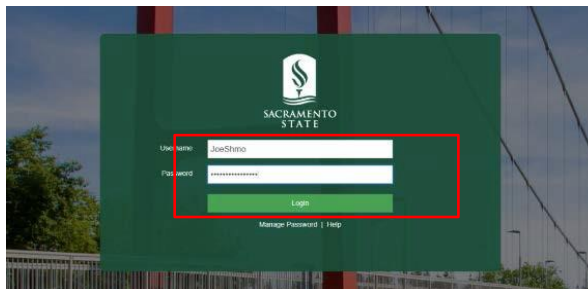 SACRAMENTO
STATE
Username JoeShmo
Password ••••••••••••••••
Login
Manage Password | Help